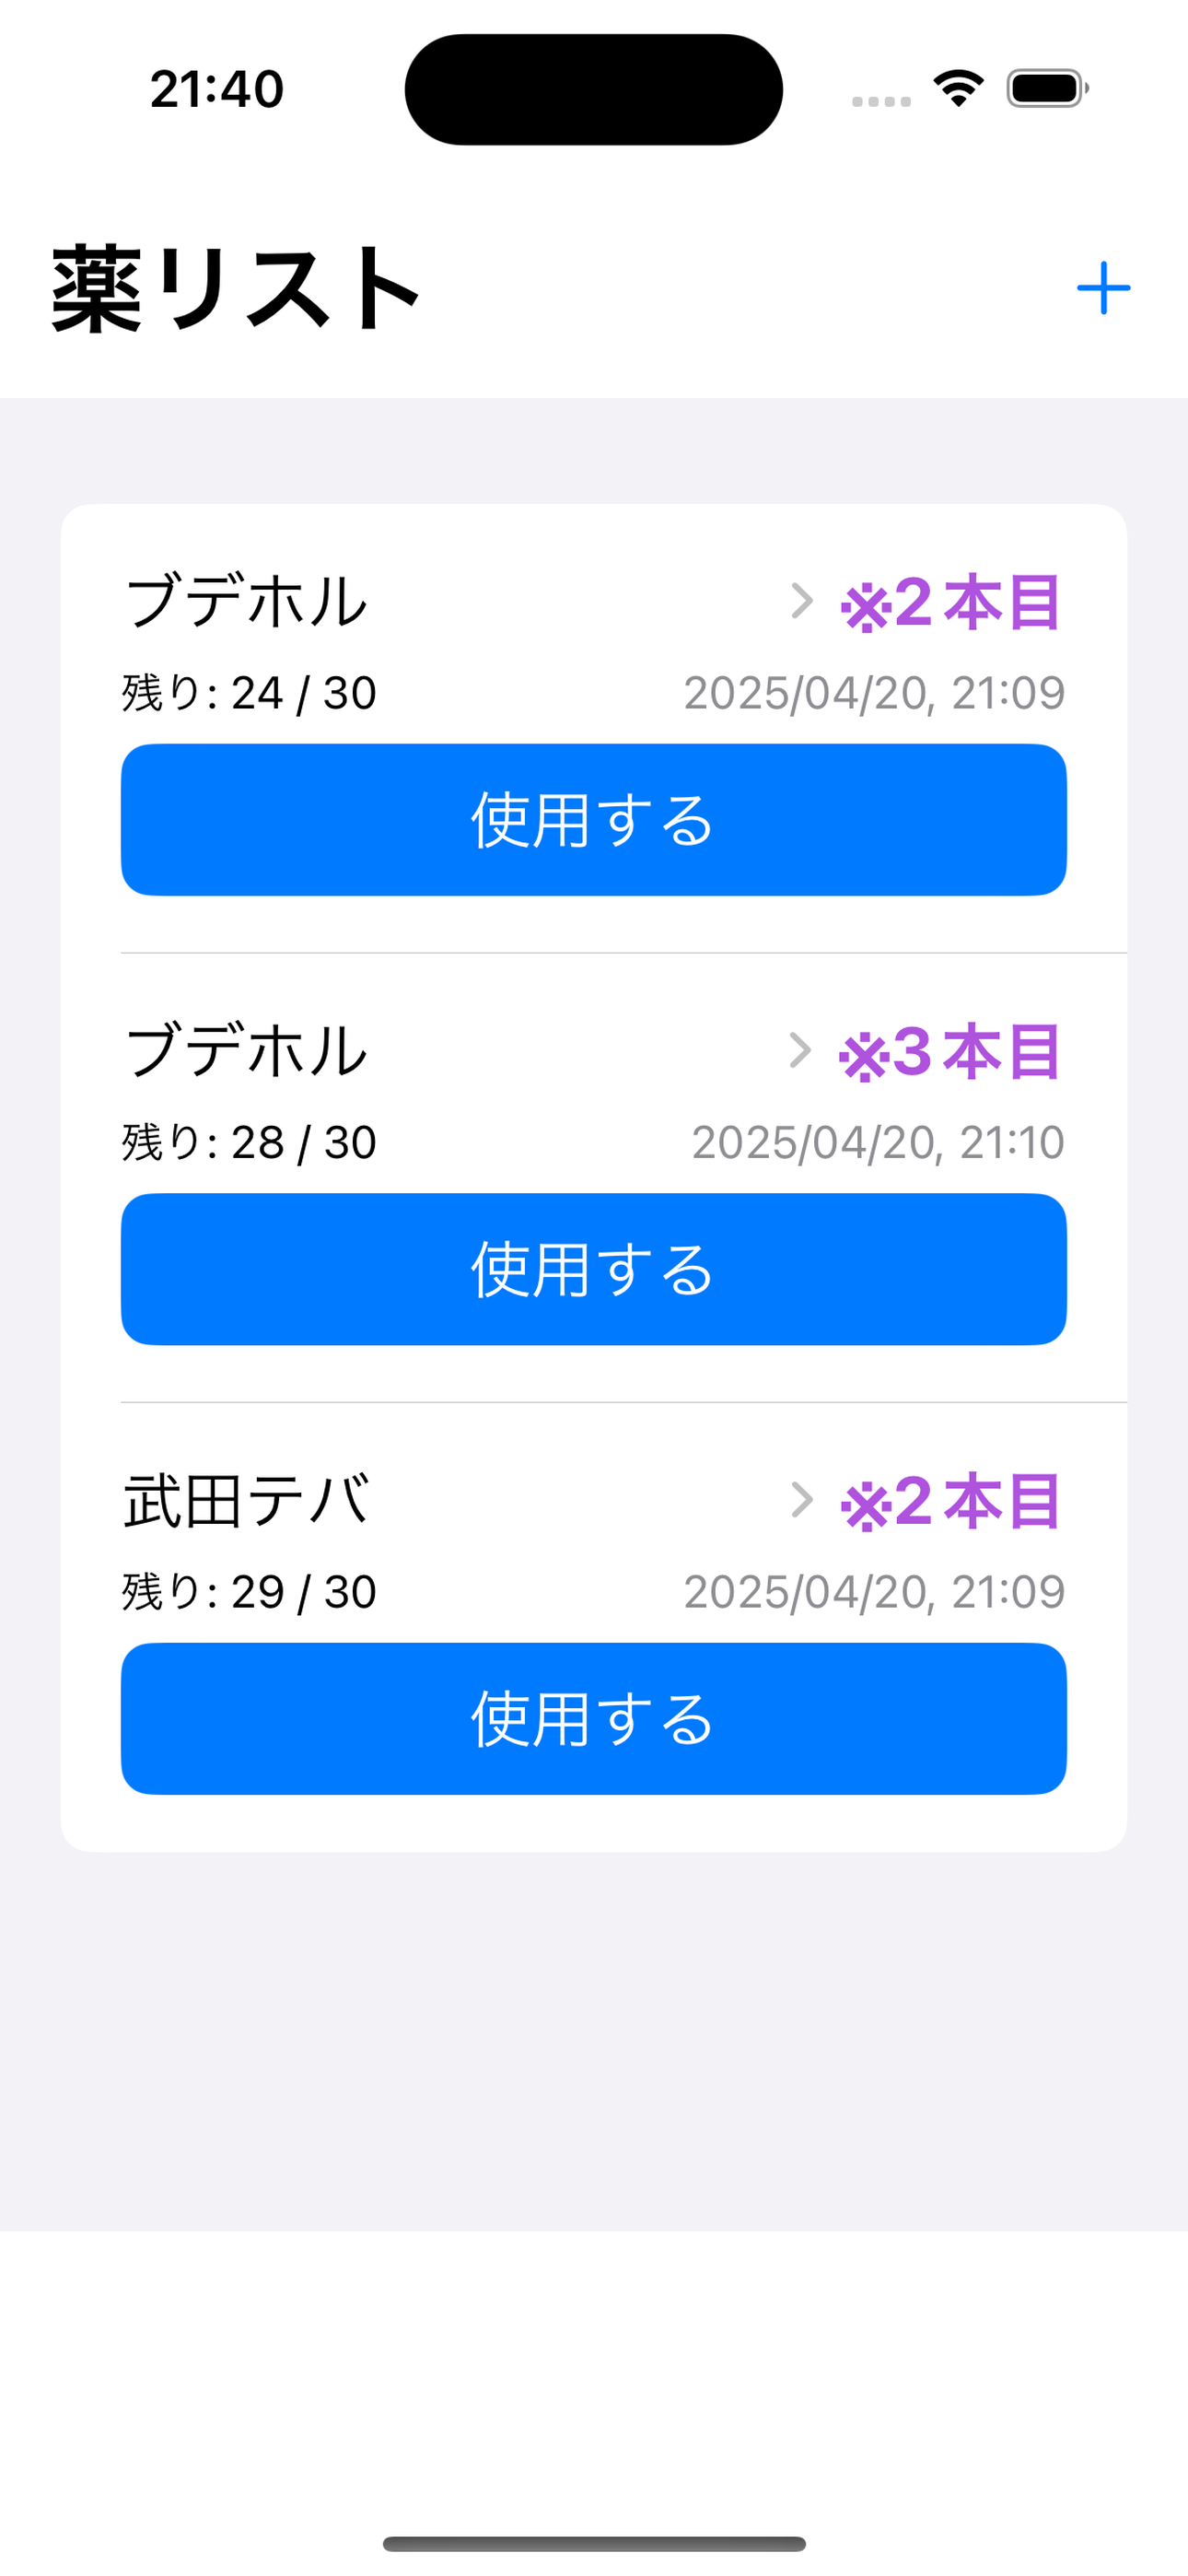 21:40
薬リスト
ブデホル ※2 本目
残り: 24 / 30 2025/04/20, 21:09
使用する
ブデホル ※3 本目
残り: 28 / 30 2025/04/20, 21:10
使用する
武田テバ ※2 本目
残り: 29 / 30 2025/04/20, 21:09
使用する